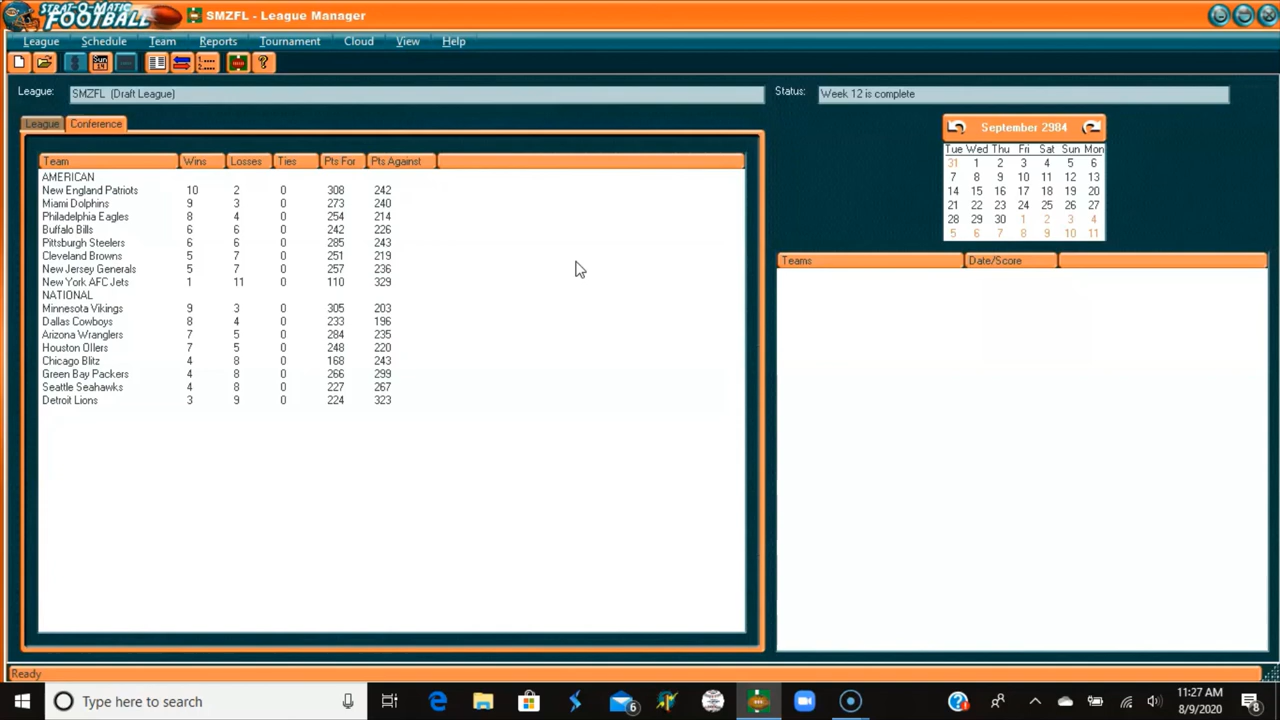 STRAT-O-MATIC
FOOTBALL
SMZFL - League Manager
League Schedule Team Reports Tournament Cloud View Help
Sun
14
League: SMZFL (Draft League) Status: Week 12 is complete
League Conference
September 2984
Team Wins Losses Ties Pts For Pts Against
AMERICAN
New England Patriots 10 2 0 308 242
Miami Dolphins 9 3 0 273 240
Philadelphia Eagles 8 4 0 254 214
Buffalo Bills 6 6 0 242 226
Pittsburgh Steelers 6 6 0 285 243
Cleveland Browns 5 7 0 251 219
New Jersey Generals 5 7 0 257 236
New York AFC Jets 1 11 0 110 329
NATIONAL
Minnesota Vikings 9 3 0 305 203
Dallas Cowboys 8 4 0 233 196
Arizona Wranglers 7 5 0 284 235
Houston OIlers 7 5 0 248 220
Chicago Blitz 4 8 0 168 243
Green Bay Packers 4 8 0 266 299
Seattle Seahawks 4 8 0 227 267
Detroit Lions 3 9 0 224 323
Tue Wed Thu Fri Sat Sun Mon
31 1 2 3 4 5 6
7 8 9 10 11 12 13
14 15 16 17 18 19 20
21 22 23 24 25 26 27
28 29 30 1 2 3 4
5 6 7 8 9 10 11
Teams Date/Score
Ready
Type here to search
6
11:27 AM
8/9/2020
8